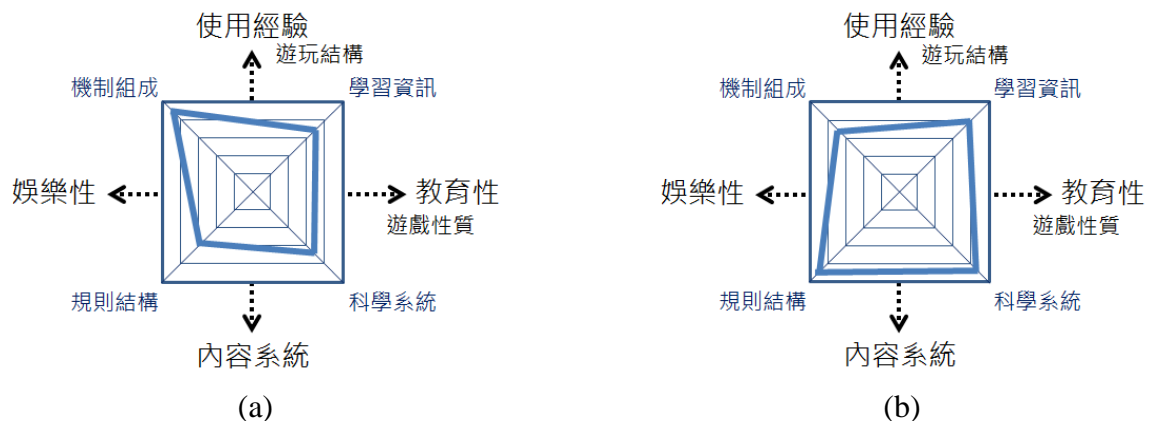 使用經驗
遊玩結構
機制組成
學習資訊
娛樂性
教育性
遊戲性質
規則結構
科學系統
內容系統
(a)
使用經驗
遊玩結構
機制組成
學習資訊
娛樂性
教育性
遊戲性質
規則結構
科學系統
內容系統
(b)